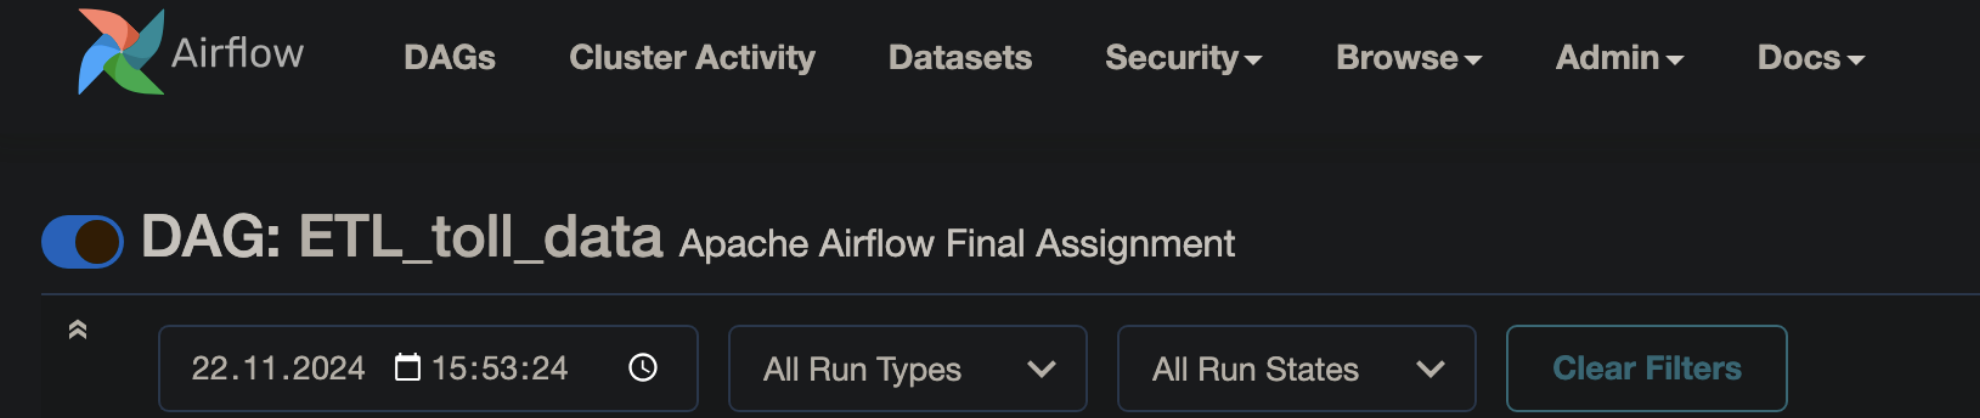 Airflow DAGs Cluster Activity Datasets Security Browse Admin Docs
DAG: ETL_toll_data Apache Airflow Final Assignment
22.11.2024 15:53:24 All Run Types All Run States Clear Filters